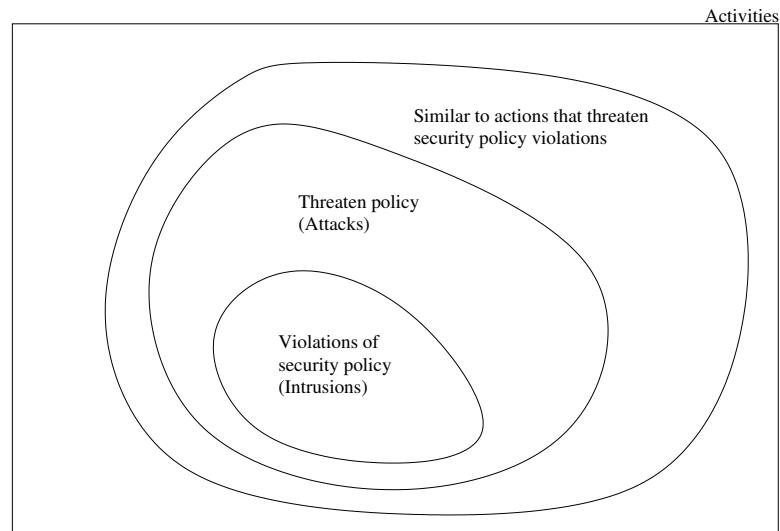 Activities
Similar to actions that threaten
security policy violations
Threaten policy
(Attacks)
Violations of
security policy
(Intrusions)